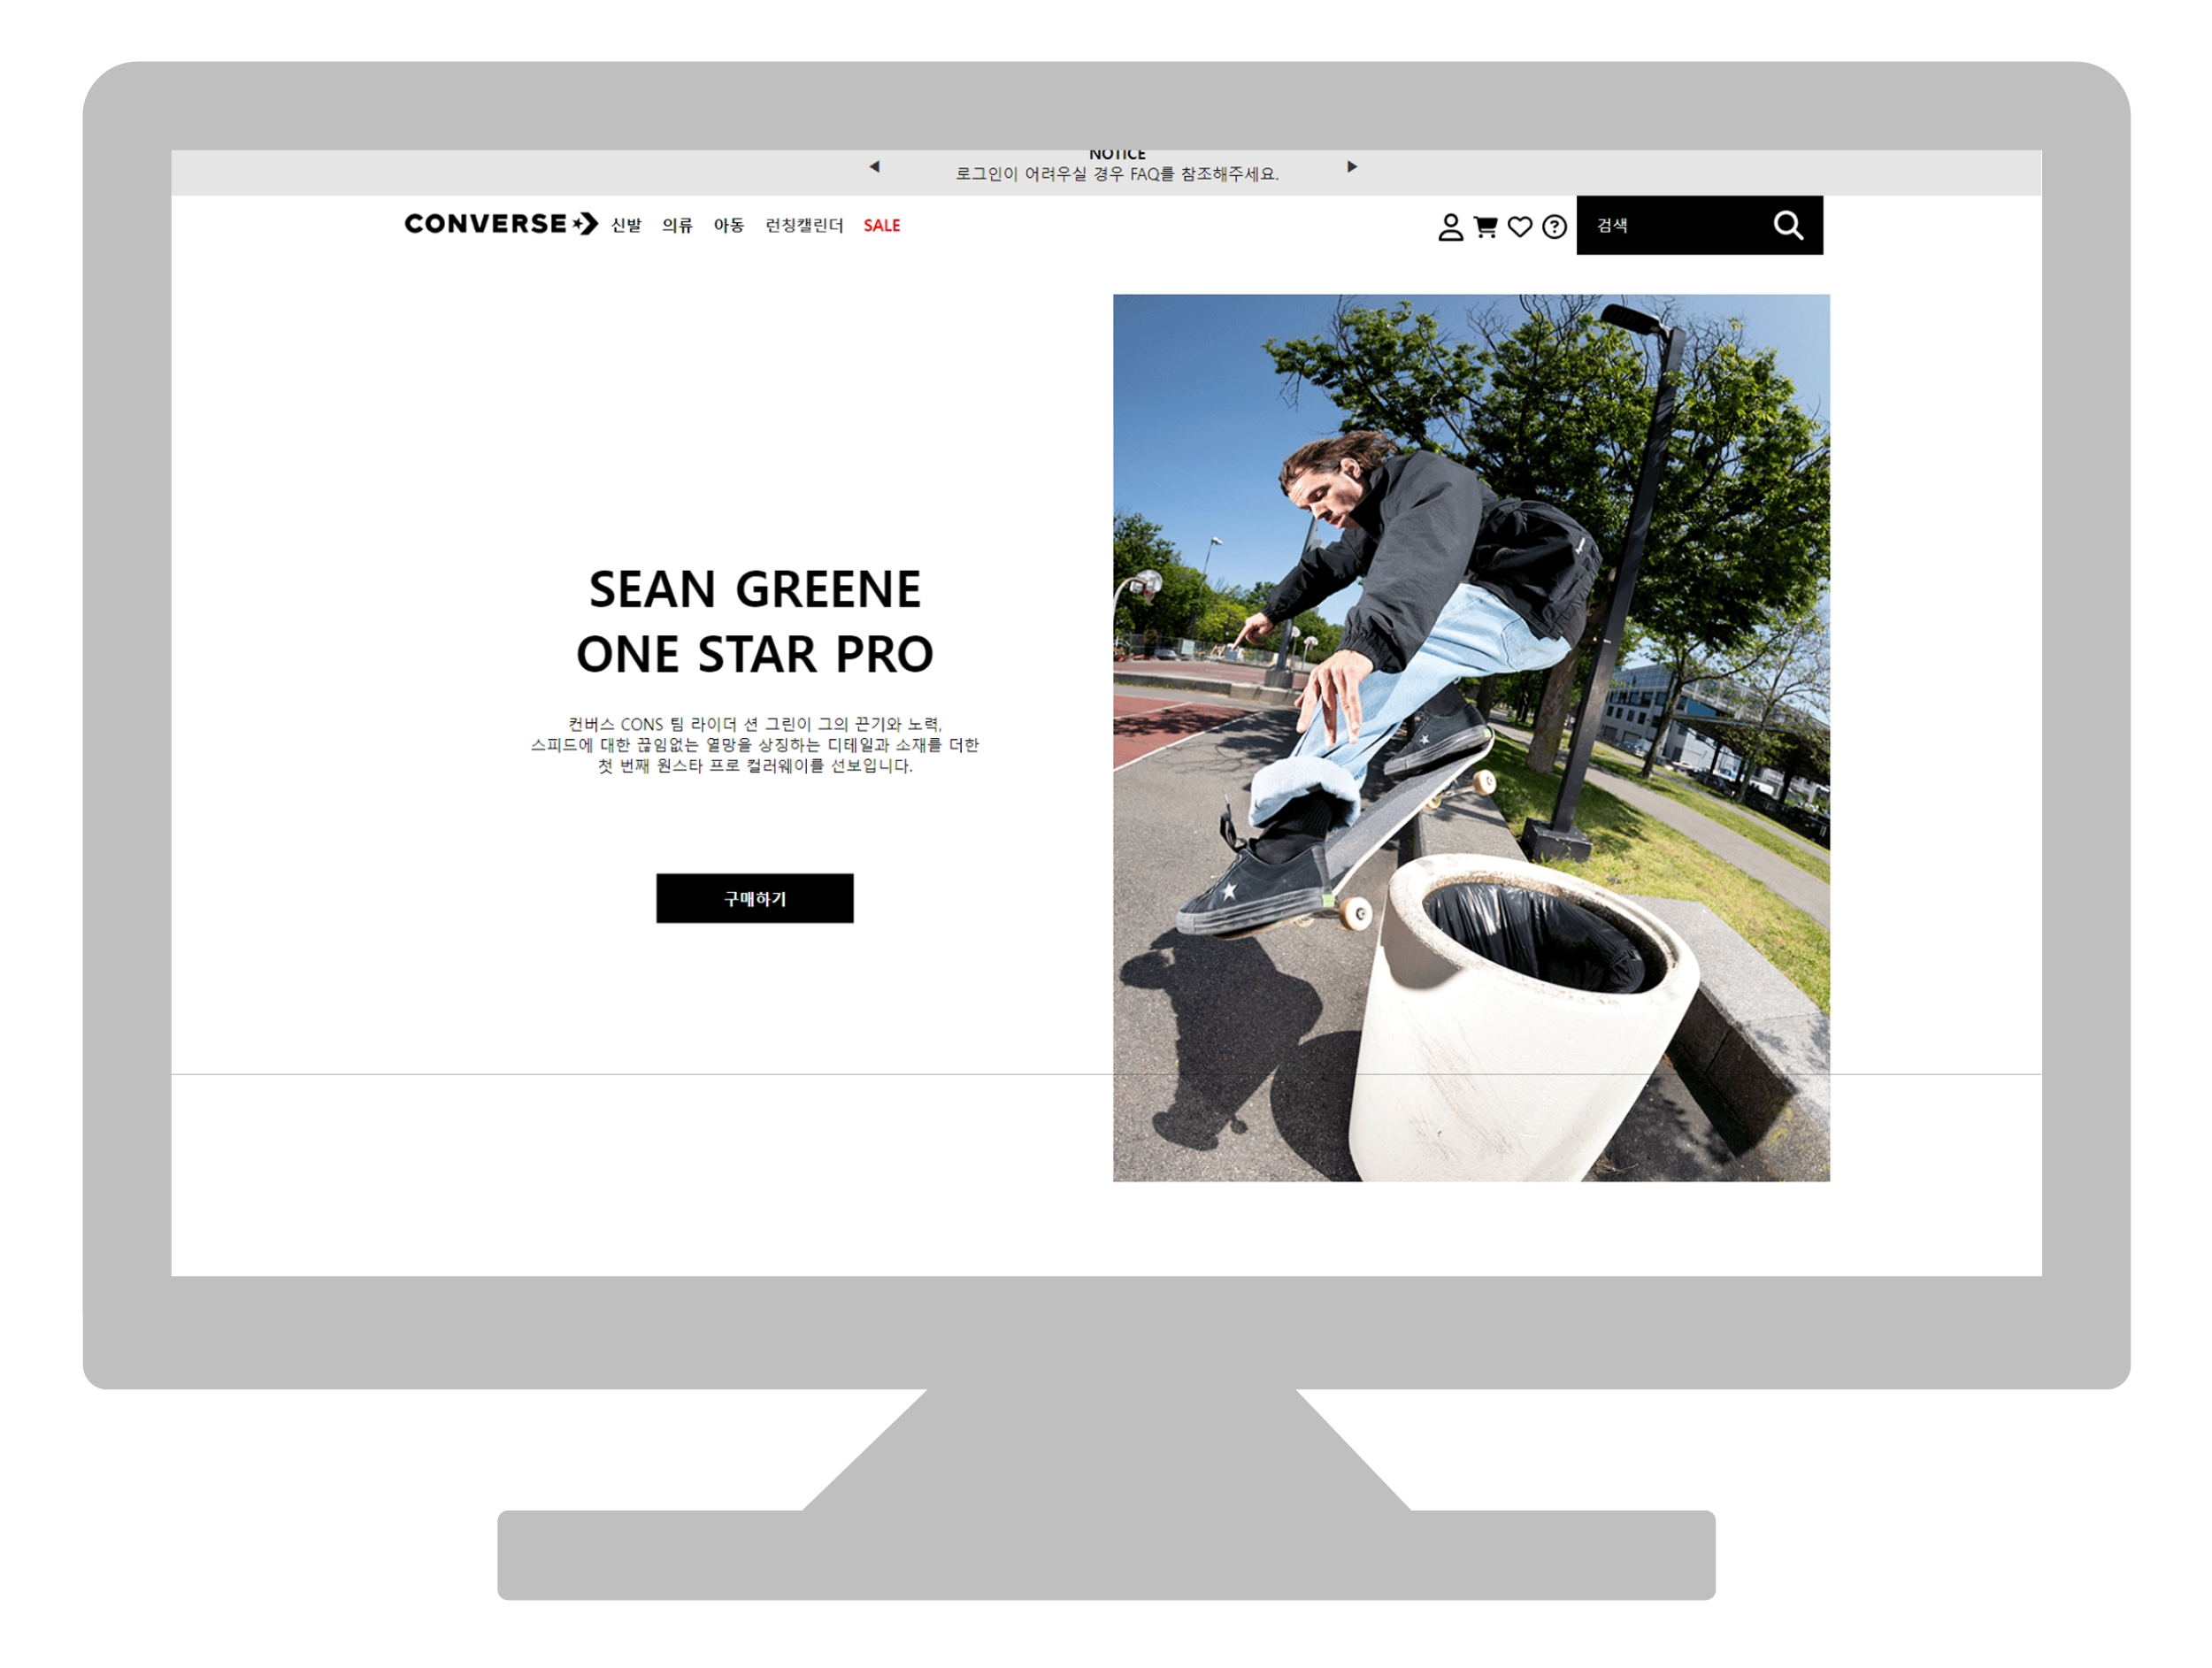 NOTICE
로그인이 어려우실 경우 FAQ를 참조해주세요.
CONVERSE 신발 의류 아동 런칭캘린더 SALE
검색
SEAN GREENE
ONE STAR PRO
컨버스 CONS 팀 라이더 션 그린이 그의 끈기와 노력,
스피드에 대한 끊임없는 열망을 상징하는 디테일과 소재를 더한
첫 번째 원스타 프로 컬러웨이를 선보입니다.
구매하기